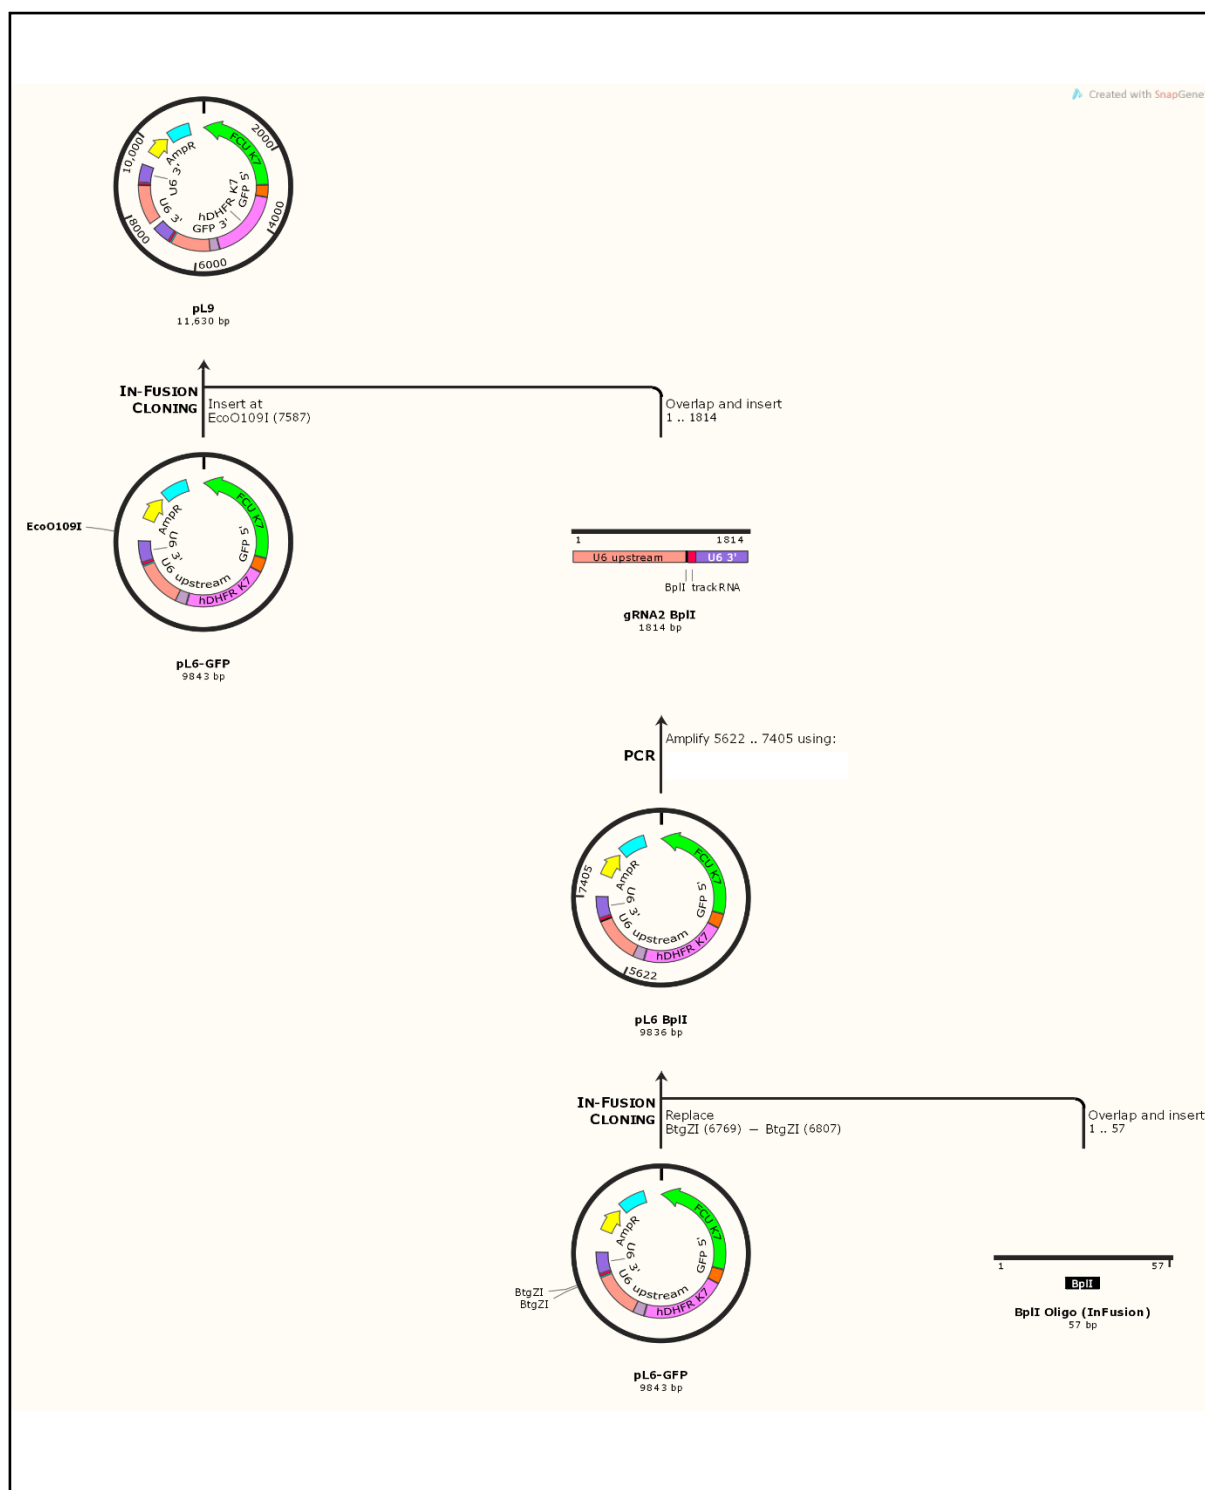 Created with SnapGene
10,000
2000
4000
6000
8000
AmpR
FCU K7
U6 3'
GFP 5'
hDHFR K7
U6 3'
GFP 3'
pL9
11,630 bp
IN-FUSION
CLONING
Insert at
EcoO109I (7587)
Overlap and insert
1 .. 1814
EcoO109I
AmpR
FCU K7
U6 3'
GFP 5'
U6 upstream
hDHFR K7
pL6-GFP
9843 bp
1
1814
U6 upstream
U6 3'
BplI
trackRNA
gRNA2 BplI
1814 bp
PCR
Amplify 5622 .. 7405 using:
7405
AmpR
FCU K7
U6 3'
GFP 5'
U6 upstream
hDHFR K7
5622
pL6 BplI
9836 bp
IN-FUSION
CLONING
Replace
BtgZI (6769) – BtgZI (6807)
Overlap and insert
1 .. 57
AmpR
FCU K7
U6 3'
GFP 5'
U6 upstream
hDHFR K7
BtgZI
BtgZI
pL6-GFP
9843 bp
1
57
BplI
BplI Oligo (InFusion)
57 bp